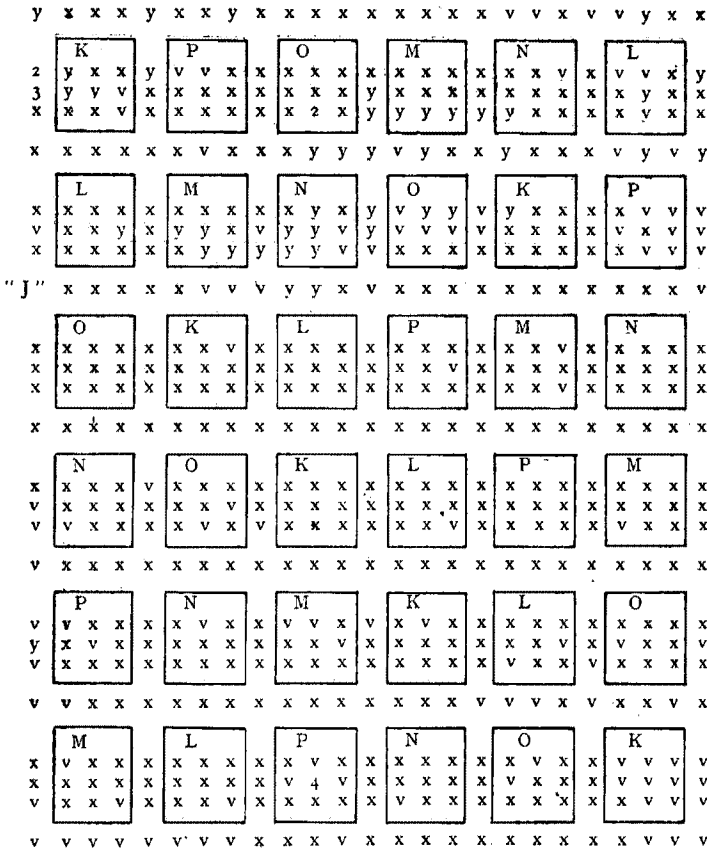 y x x x y x x y x x x x x x x x x v v x v v y x x
K P O M N L
2 y x x y v v x x x x x x x x x x x x v x v v x y
3 y y v x x x x x x x x y x x x x x x x x x y x x
x x x v x x x x x x 2 x y y y y y y x x x x y x x
x x x x x x v x x x y y y v y x x y x x x v y v y
L M N O K P
x x x x x x x x x x y x y v y y v y x x x x v v v
v x x y x y y x v y y v y v v v v x x x x v x v v
x x x x x x y y y y y v v x x x x x x x x x v v v
"J" x x x x x v v v y y x v x x x x x x x x x x x v
O K L P M N
x x x x x x x v x x x x x x x x x x x v x x x x x
x x x x x x x x x x x x x x x v x x x x x x x x x
x x x x x x x x x x x x x x x x x x x v x x x x x
x x x x x x x x x x x x x x x x x x x x x x x x x
N O K L P M
x x x x v x x x x x x x x x x x x x x x x x x x x
v x x x x x x v x x x x x x x x x x x x x x x x x
v v x x x x v x v x x x x x x v x x x x x v x x x
v x x x x x x x x x x x x x x x x x x x x x x x x
P N M K L O
v v x x x x v x x v v x v x v x x x x x x x x x x
y x v x x x x x x x x v x x x x x x x v x v x x v
v x x x x x x x x x x x x x x x x v x x v x x x x
v v x x x x x x x x x x x x x x v v v x v x x v x
M L P N O K
x v x x x x x x x x v x x x x x x x v x x x v v v
x x x x x x x x x v 4 v x x x x x v x x x v v v v
v x x v x x x v x x x x x v x x x x x x x x v v v
v v v v v v v v x x x v x x x x x x x x x x v v v